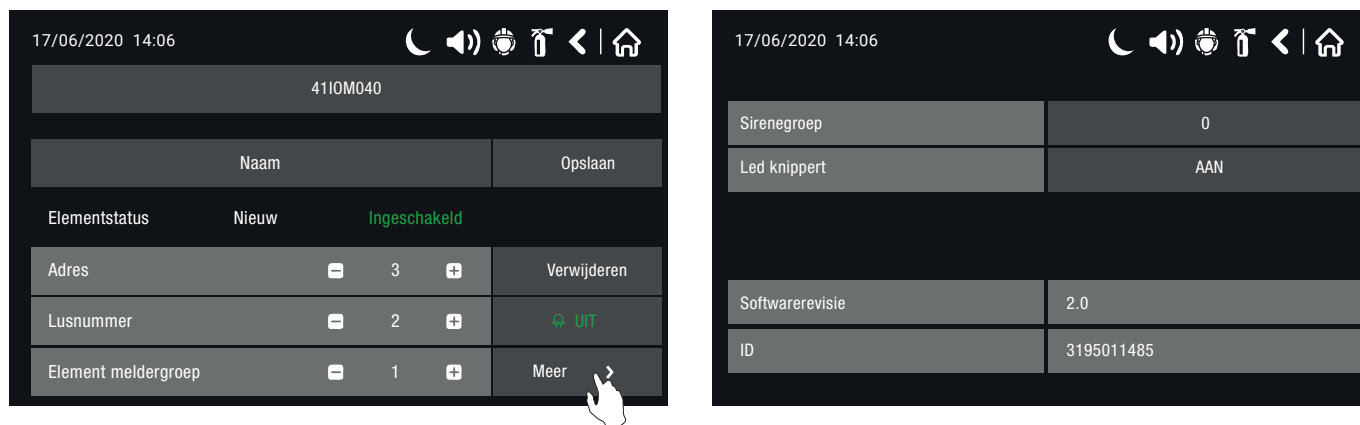 17/06/2020 14:06
41IOM040
Naam Opslaan
Elementstatus Nieuw Ingeschakeld
Adres 3 Verwijderen
Lusnummer 2 UIT
Element meldergroep 1 Meer
17/06/2020 14:06
Sirenegroep 0
Led knippert AAN
Softwarerevisie 2.0
ID 3195011485